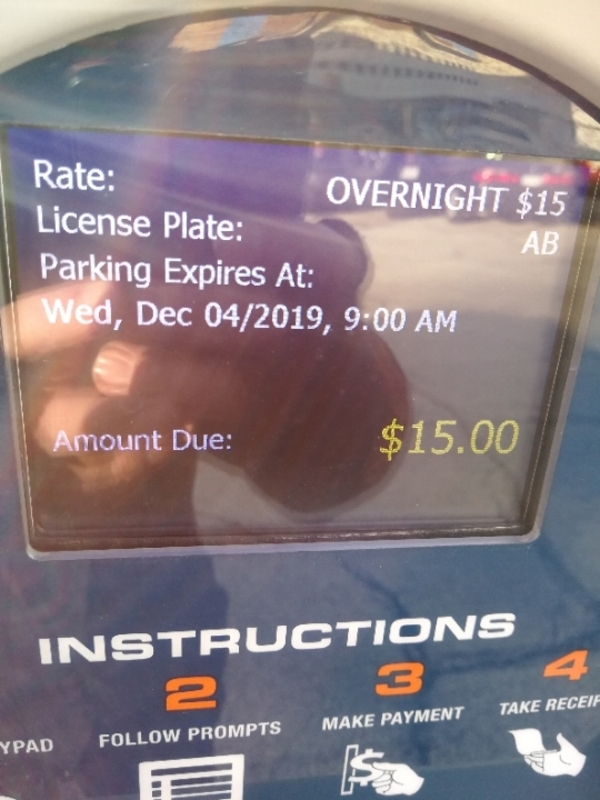 Rate: OVERNIGHT $15
License Plate: AB
Parking Expires At:
Wed, Dec 04/2019, 9:00 AM
Amount Due: $15.00
INSTRUCTIONS
2 3 4
YPAD FOLLOW PROMPTS MAKE PAYMENT TAKE RECEIP
$